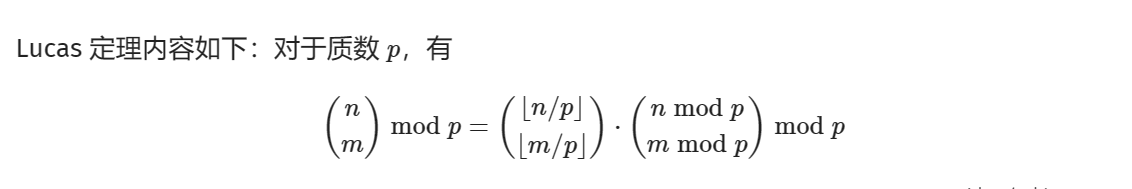 Lucas 定理内容如下：对于质数 p，有
(n m) mod p = (⌊n/p⌋ ⌊m/p⌋) · (n mod p m mod p) mod p